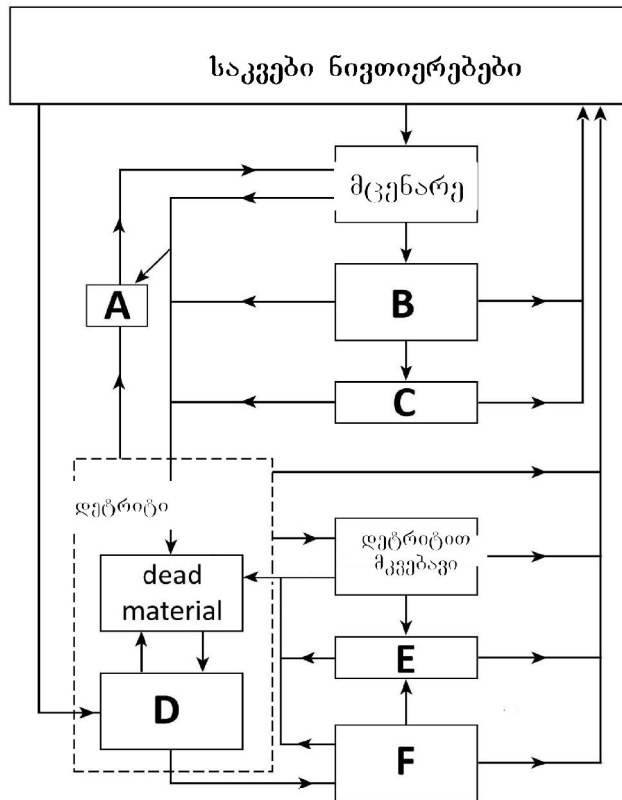 საკვები ნივთიერებები
მცენარე
A
B
C
დეტრიტი
დეტრიტით
მკვებავი
dead
material
E
D
F